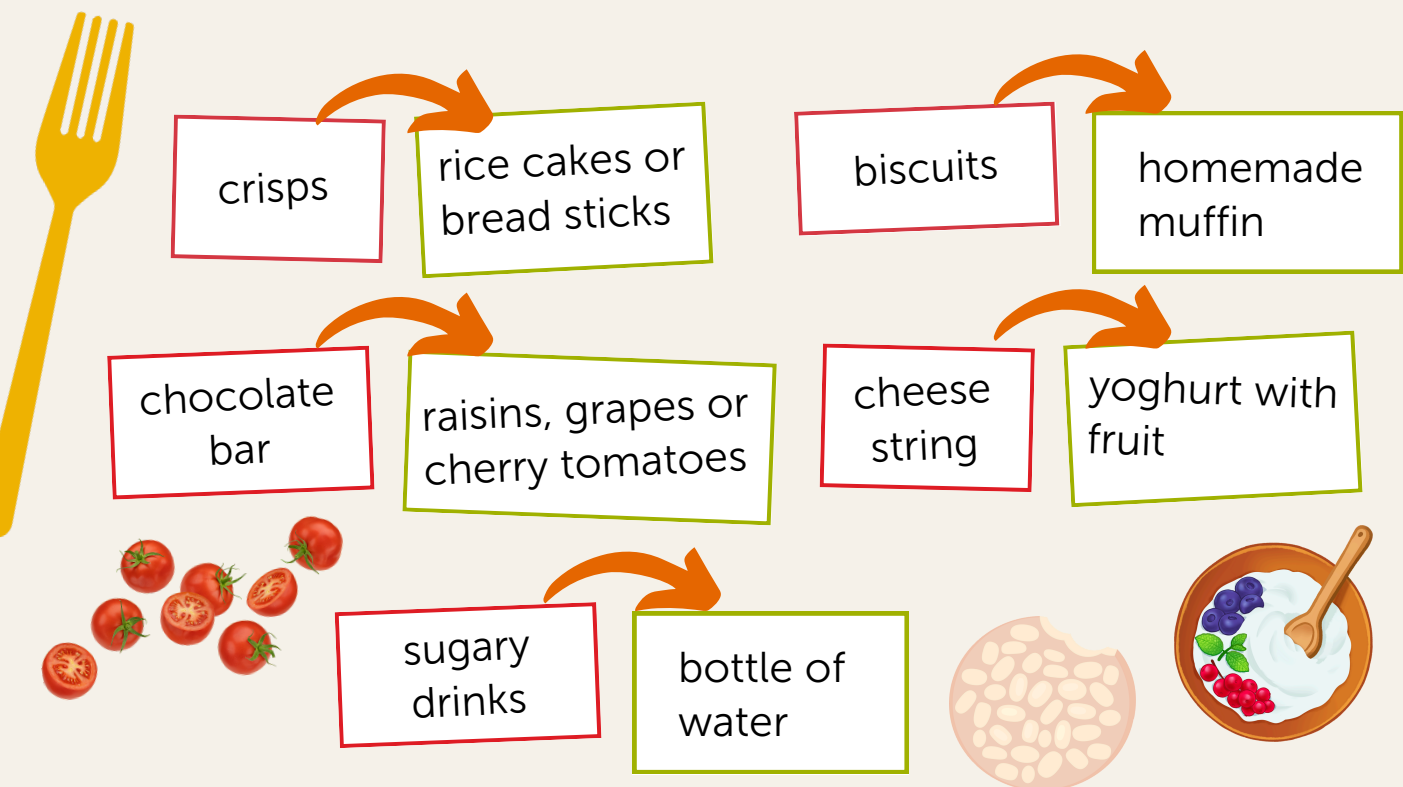 crisps
rice cakes or
bread sticks
biscuits
homemade
muffin
chocolate
bar
raisins, grapes or
cherry tomatoes
cheese
string
yoghurt with
fruit
sugary
drinks
bottle of
water